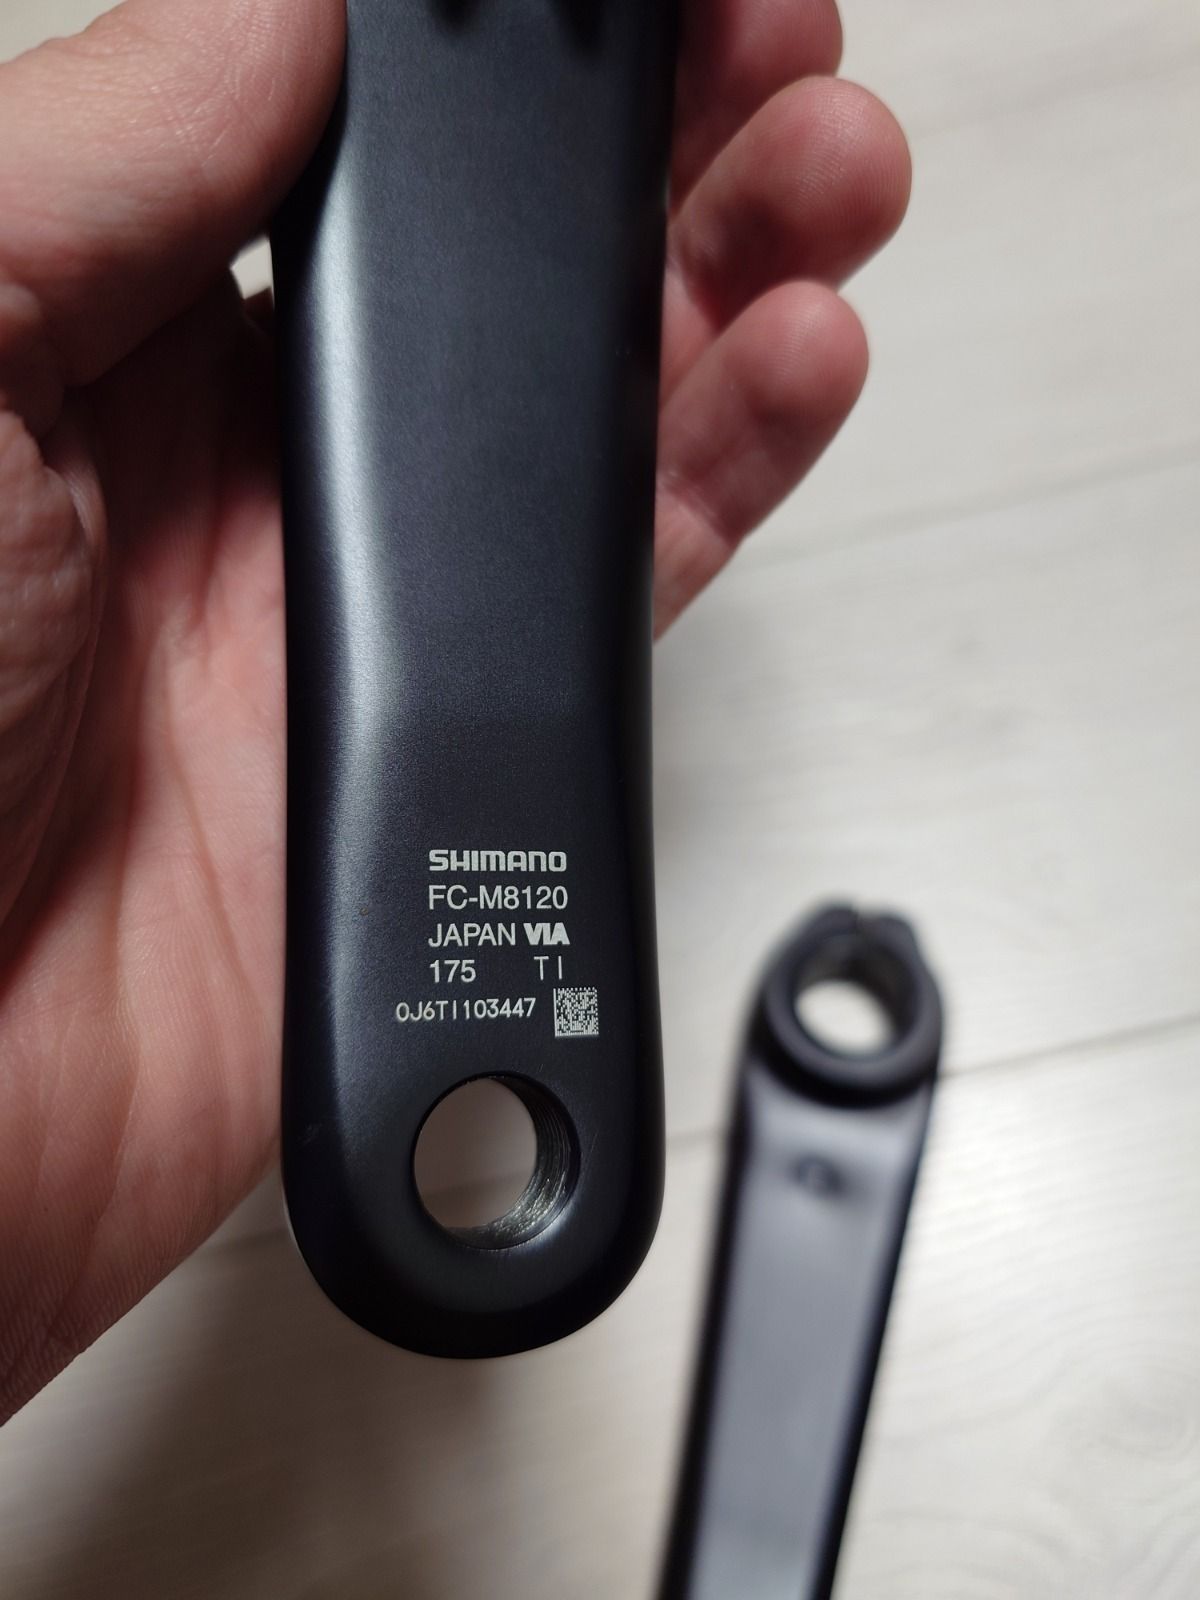 SHIMANO
FC-M8120
JAPAN VIA
175 TI
0J6TI103447